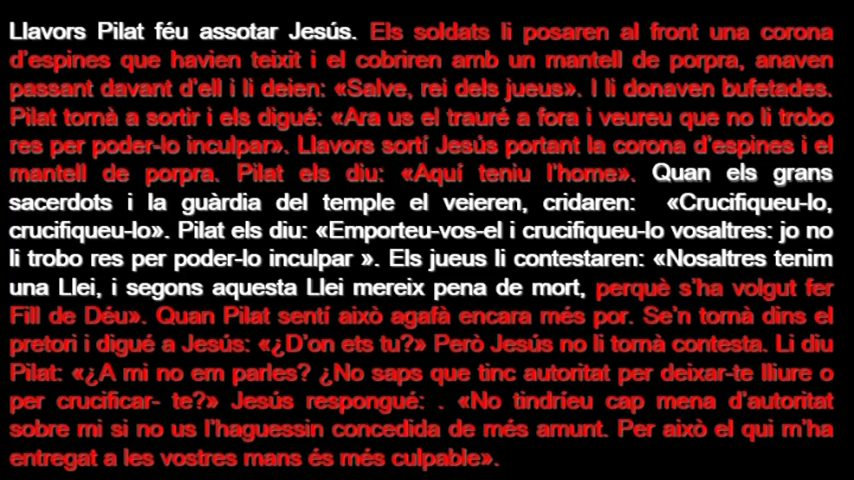 Llavors Pilat féu assotar Jesús. Els soldats li posaren al front una corona
d’espines que havien teixit i el cobriren amb un mantell de porpra, anaven
passant davant d’ell i li deien: «Salve, rei dels jueus». I li donaven bufetades.
Pilat tornà a sortir i els digué: «Ara us el trauré a fora i veureu que no li trobo
res per poder-lo inculpar». Llavors sortí Jesús portant la corona d’espines i el
mantell de porpra. Pilat els diu: «Aquí teniu l’home». Quan els grans
sacerdots i la guàrdia del temple el veieren, cridaren: «Crucifiqueu-lo,
crucifiqueu-lo». Pilat els diu: «Emporteu-vos-el i crucifiqueu-lo vosaltres: jo no
li trobo res per poder-lo inculpar ». Els jueus li contestaren: «Nosaltres tenim
una Llei, i segons aquesta Llei mereix pena de mort, perquè s’ha volgut fer
Fill de Déu». Quan Pilat sentí això agafà encara més por. Se’n tornà dins el
pretori i digué a Jesús: «¿D’on ets tu?» Però Jesús no li tornà contesta. Li diu
Pilat: «¿A mi no em parles? ¿No saps que tinc autoritat per deixar-te lliure o
per crucificar- te?» Jesús respongué: . «No tindríeu cap mena d’autoritat
sobre mi si no us l’haguessin concedida de més amunt. Per això el qui m’ha
entregat a les vostres mans és més culpable».